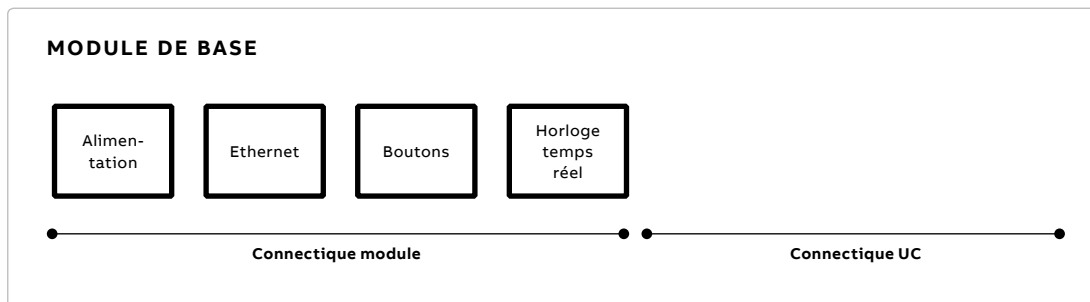 MODULE DE BASE
Alimen-
tation
Ethernet
Boutons
Horloge
temps
réel
Connectique module
Connectique UC